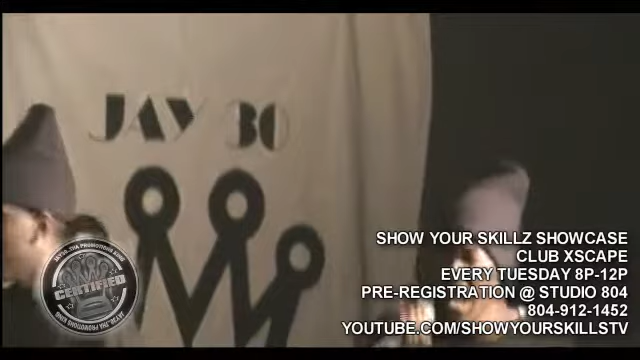 JAY BO
SHOW YOUR SKILLZ SHOWCASE
CLUB XSCAPE
EVERY TUESDAY 8P-12P
PRE-REGISTRATION @ STUDIO 804
804-912-1452
YOUTUBE.COM/SHOWYOURSKILLSTV
CERTIFIED